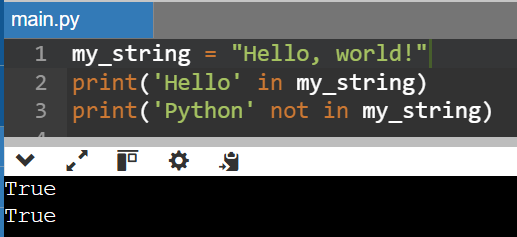 main.py
1 my_string = "Hello, world!"
2 print('Hello' in my_string)
3 print('Python' not in my_string)
4
True
True